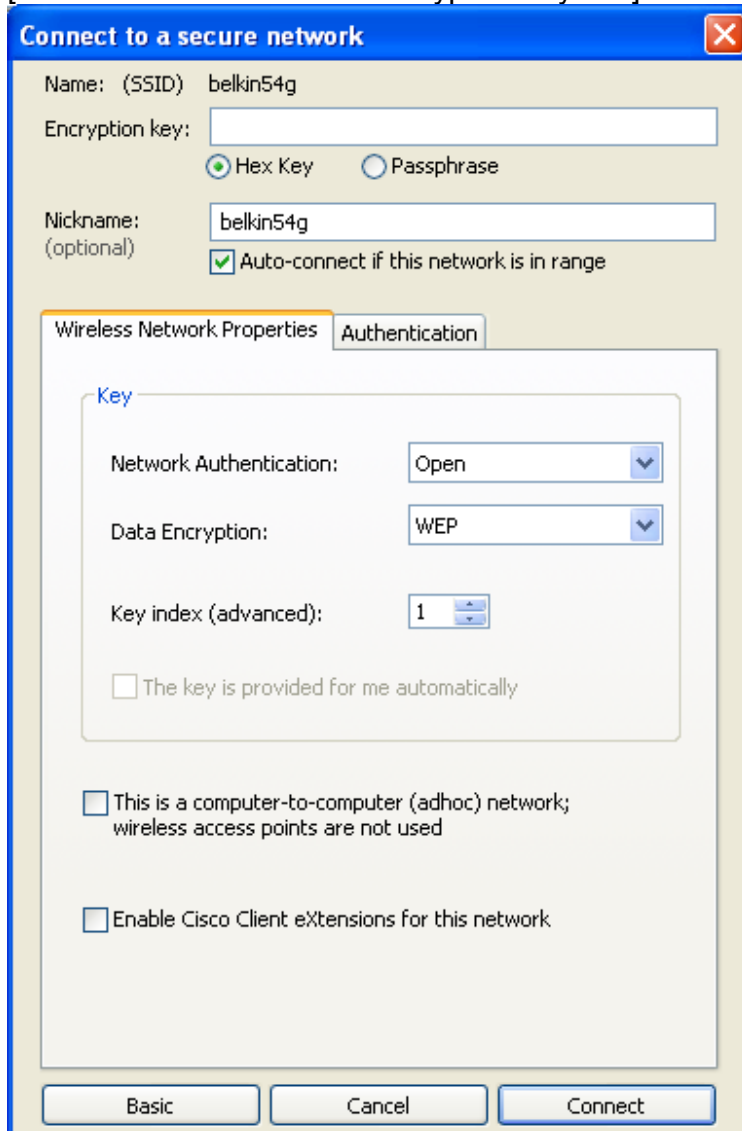 Connect to a secure network
Name: (SSID) belkin54g
Encryption key:
Hex Key Passphrase
Nickname: belkin54g
(optional)
Auto-connect if this network is in range
Wireless Network Properties Authentication
Key
Network Authentication: Open
Data Encryption: WEP
Key index (advanced): 1
The key is provided for me automatically
This is a computer-to-computer (adhoc) network;
wireless access points are not used
Enable Cisco Client eXtensions for this network
Basic Cancel Connect